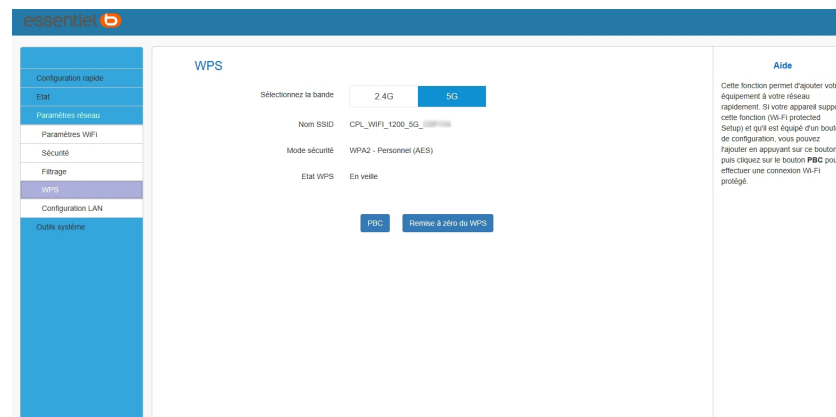 essentiel b
Configuration rapide
Etat
Paramètres réseau
Paramètres WiFi
Sécurité
Filtrage
WPS
Configuration LAN
Outils système
WPS
Sélectionnez la bande 2.4G 5G
Nom SSID CPL_WIFI_1200_5G_
Mode sécurité WPA2 - Personnel (AES)
Etat WPS En veille
PBC Remise à zéro du WPS
Aide
Cette fonction permet d'ajouter votr
équipement à votre réseau
rapidement. Si votre appareil suppo
cette fonction (Wi-Fi protected
Setup) et qu'il est équipé d'un bout
de configuration, vous pouvez
l'ajouter en appuyant sur ce bouton
puis cliquez sur le bouton PBC pou
effectuer une connexion Wi-Fi
protégé.